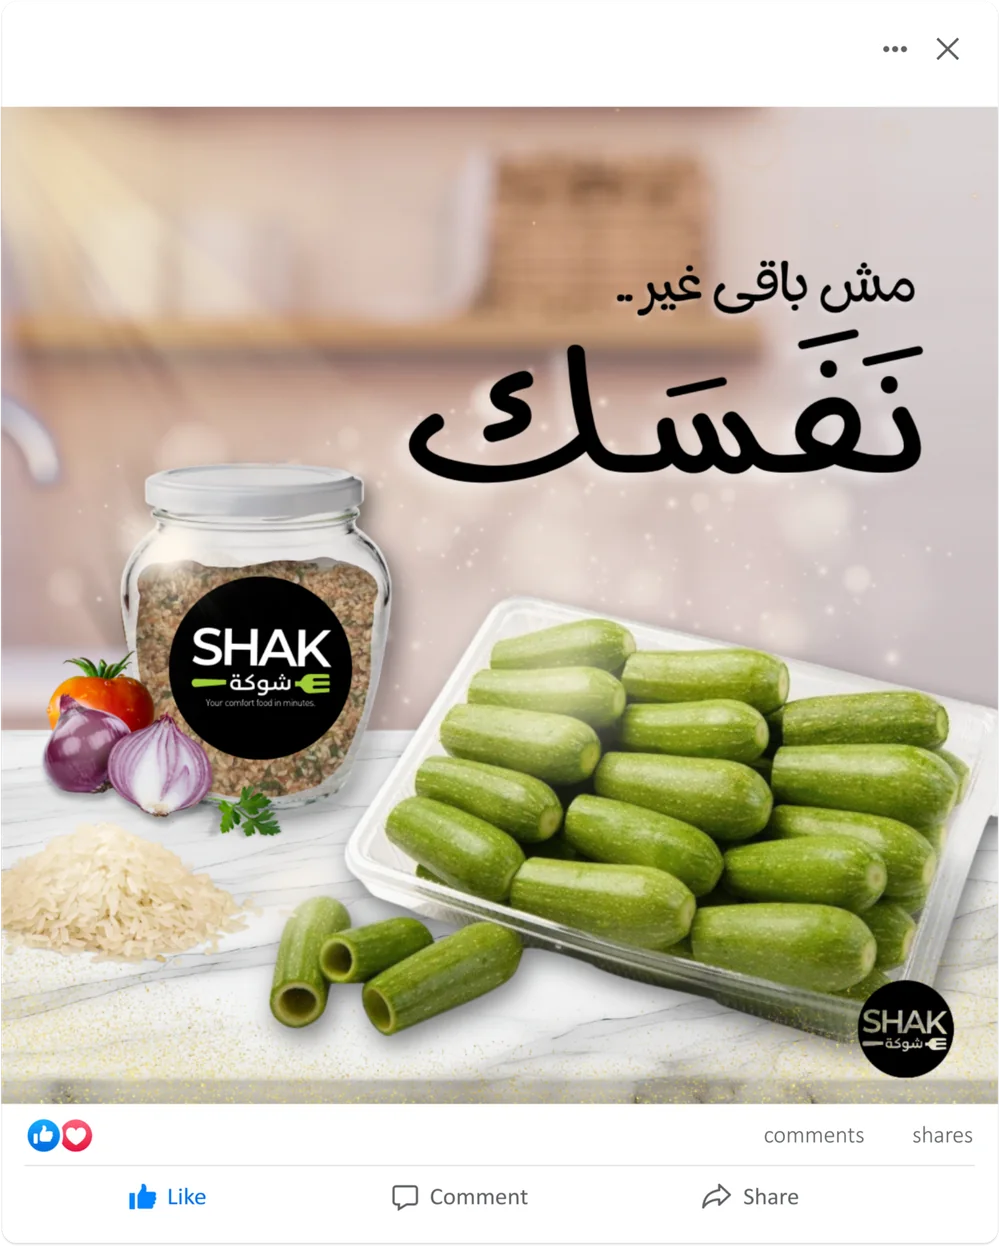 مش باقى غير..
نَفَسَك
SHAK
شوكة
Your comfort food in minutes.
SHAK
شوكة
comments
shares
Like
Comment
Share